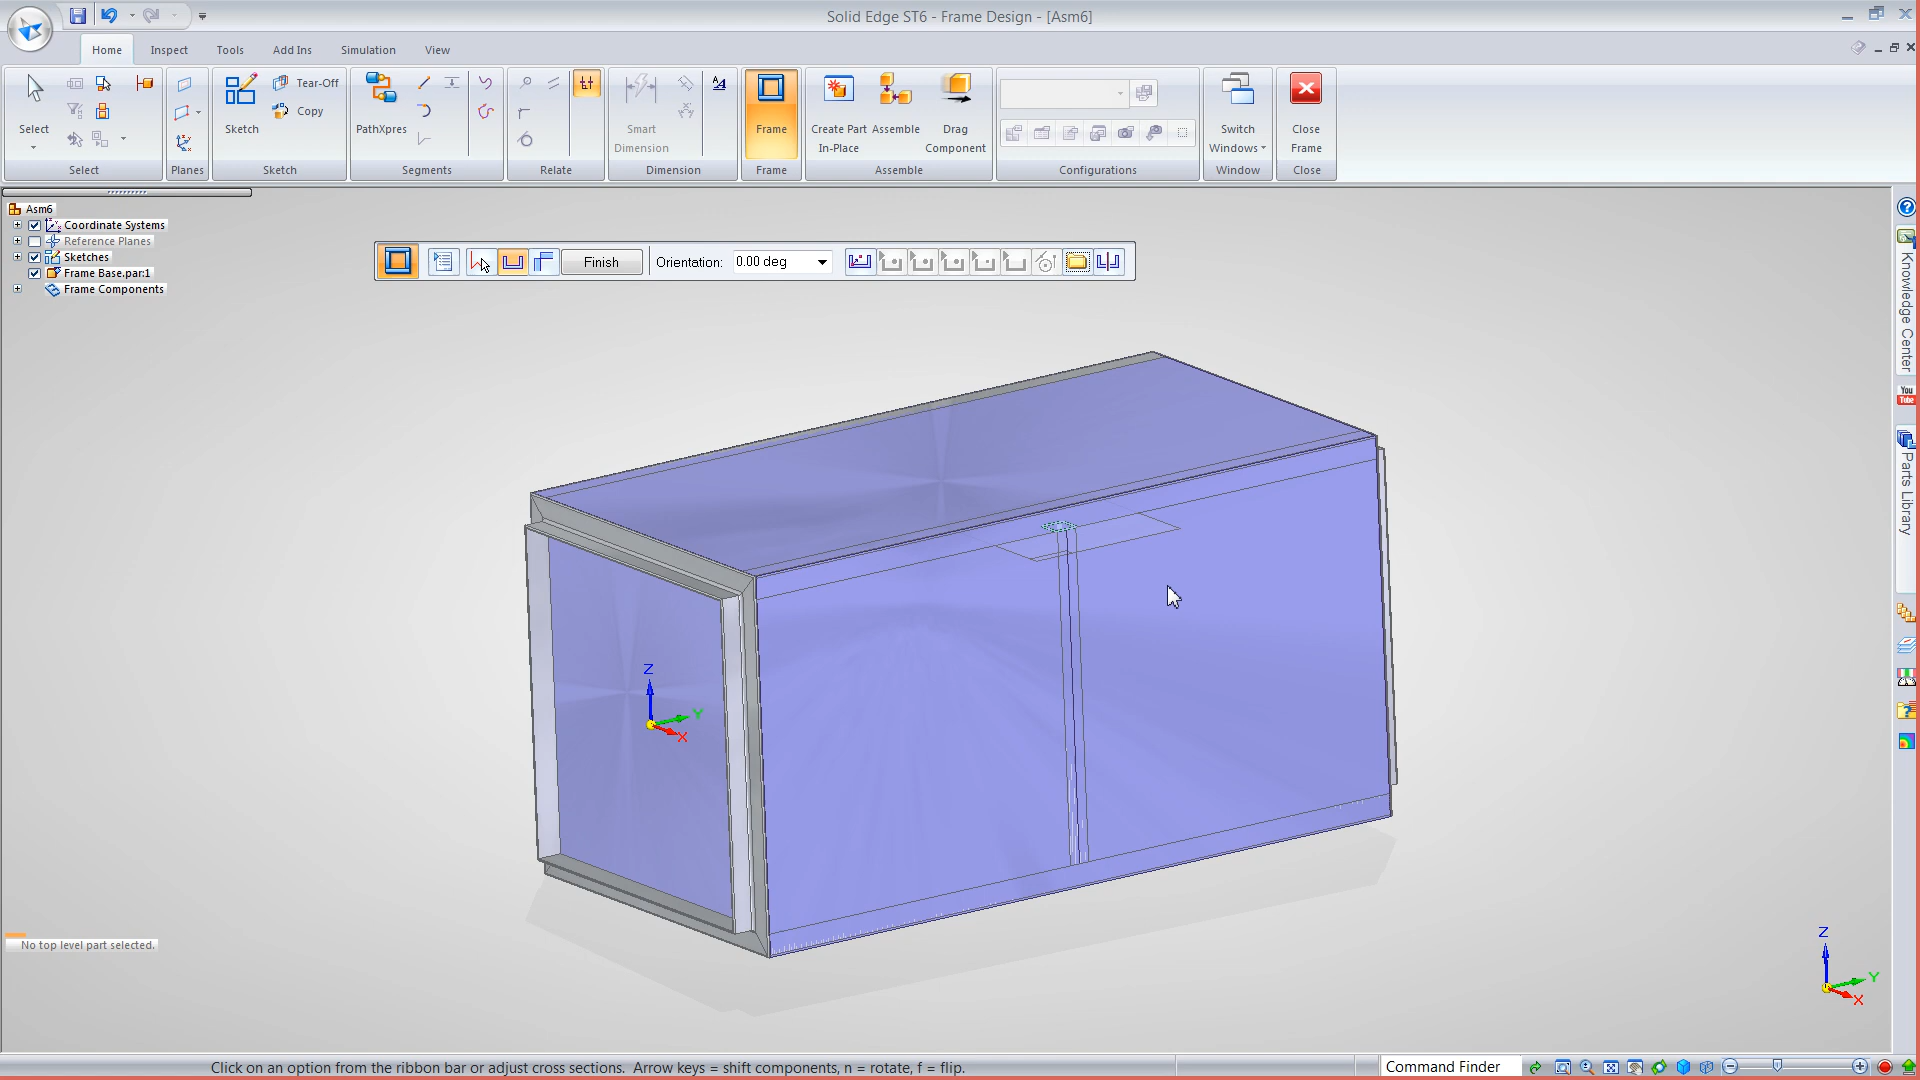 Solid Edge ST6 - Frame Design - [Asm6]
Home Inspect Tools Add Ins Simulation View
Select
Select
Planes
Sketch
Tear-Off
Copy
Sketch
PathXpres
Segments
Relate
Smart
Dimension
Dimension
Frame
Frame
Create Part
In-Place
Assemble
Drag
Component
Assemble
Configurations
Switch
Windows
Window
Close
Frame
Close
Asm6
Coordinate Systems
Reference Planes
Sketches
Frame Base.par:1
Frame Components
Finish
Orientation: 0.00 deg
Knowledge Center
You
Tube
Parts Library
Z
Y
X
No top level part selected.
Z
Y
X
Click on an option from the ribbon bar or adjust cross sections. Arrow keys = shift components, n = rotate, f = flip.
Command Finder